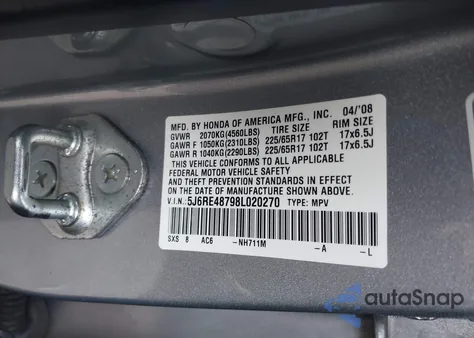 MFD. BY HONDA OF AMERICA MFG., INC. 04/'08
GVWR 2070KG(4560LBS) TIRE SIZE RIM SIZE
GAWR F 1050KG(2310LBS) 225/65R17 102T 17x6.5J
GAWR R 1040KG(2290LBS) 225/65R17 102T 17x6.5J
THIS VEHICLE CONFORMS TO ALL APPLICABLE
FEDERAL MOTOR VEHICLE SAFETY
AND THEFT PREVENTION STANDARDS IN EFFECT
ON THE DATE OF MANUFACTURE SHOWN ABOVE.
V.I.N.: 5J6RE48798L020270 TYPE: MPV
SXS 8 AC6 -NH711M -A -L
autoSnap